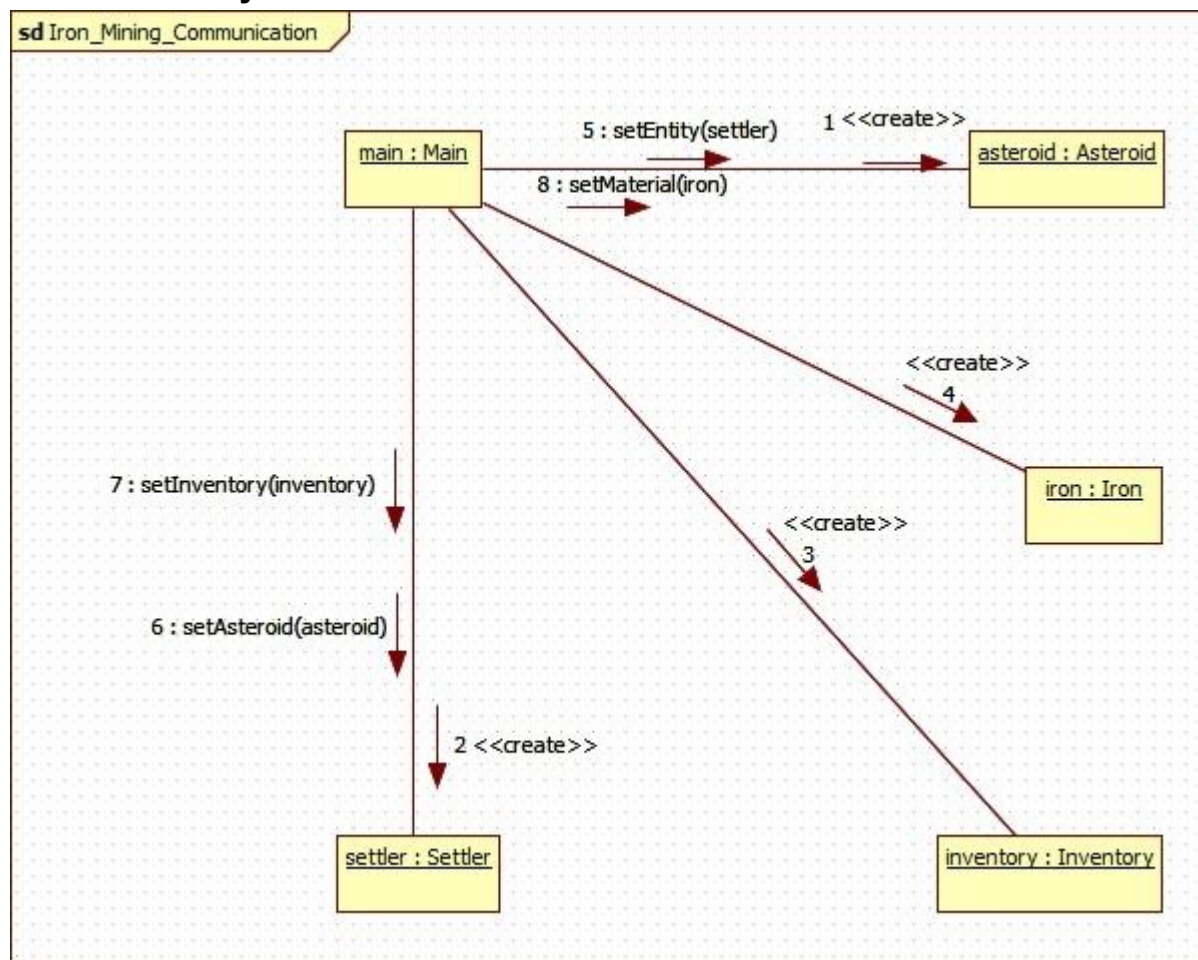 sd Iron_Mining_Communication
5 : setEntity(settler)
1 <<create>>
main : Main
asteroid : Asteroid
8 : setMaterial(iron)
<<create>>
4
7 : setInventory(inventory)
iron : Iron
<<create>>
3
6 : setAsteroid(asteroid)
2 <<create>>
settler : Settler
inventory : Inventory